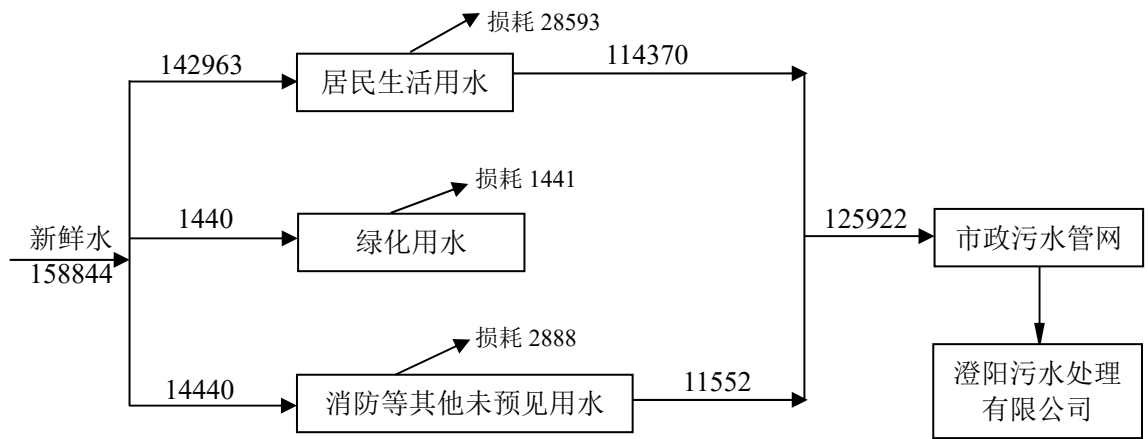 损耗 28593
142963
居民生活用水
114370
损耗 1441
新鲜水
158844
1440
绿化用水
125922
市政污水管网
损耗 2888
14440
消防等其他未预见用水
11552
澄阳污水处理
有限公司